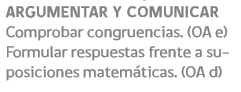 ARGUMENTAR Y COMUNICAR
Comprobar congruencias. (OA e)
Formular respuestas frente a su-
posiciones matemáticas. (OA d)